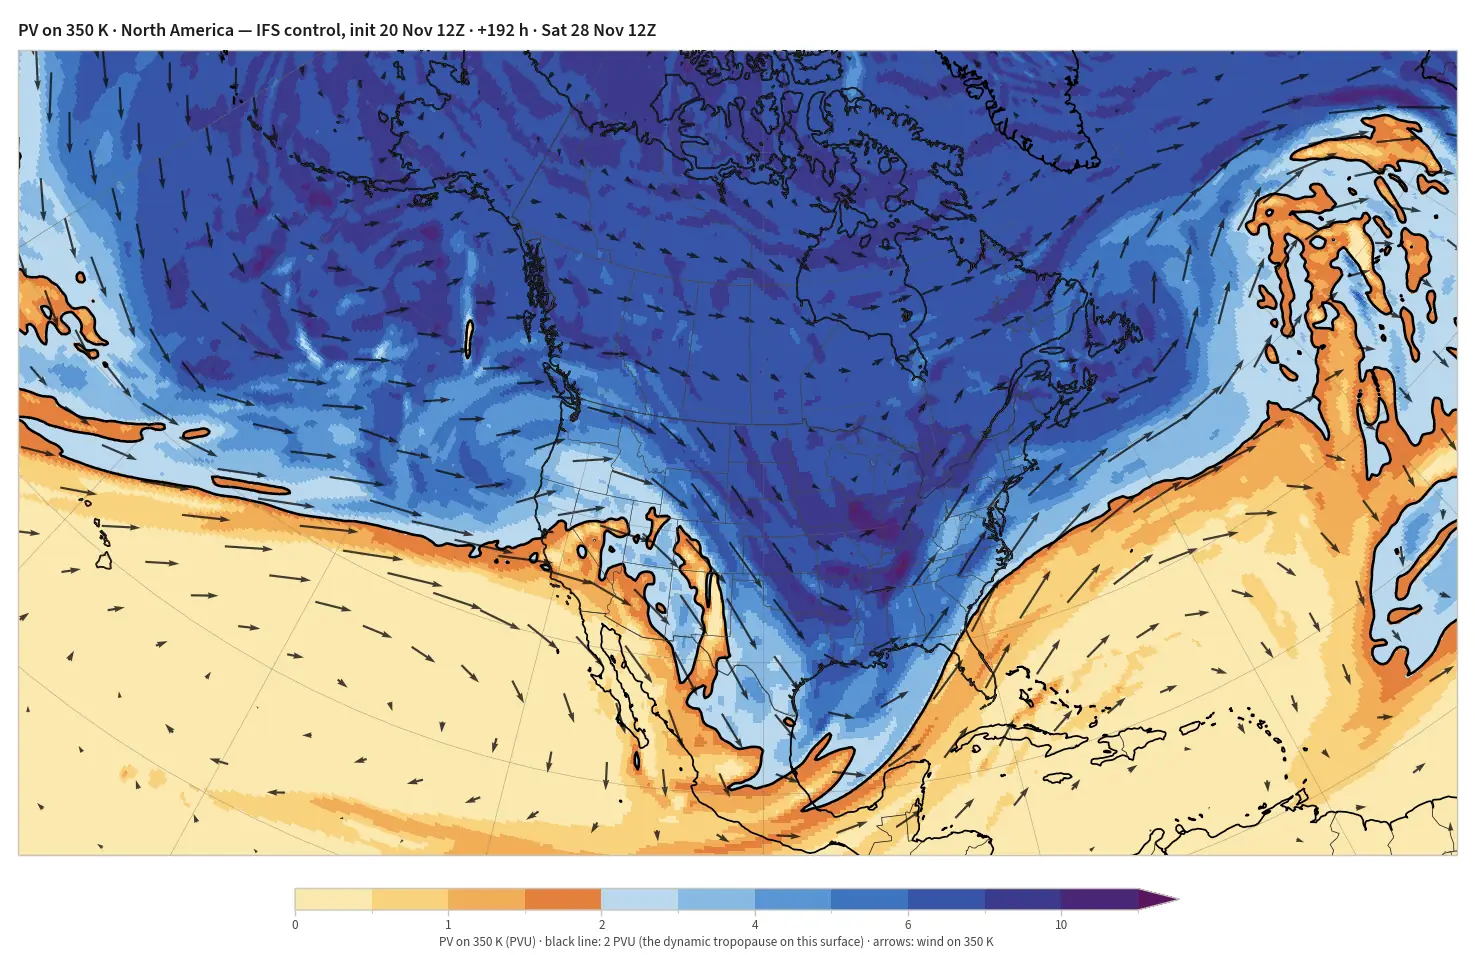 PV on 350 K · North America — IFS control, init 20 Nov 12Z · +192 h · Sat 28 Nov 12Z
0 1 2 4 6 10
PV on 350 K (PVU) · black line: 2 PVU (the dynamic tropopause on this surface) · arrows: wind on 350 K